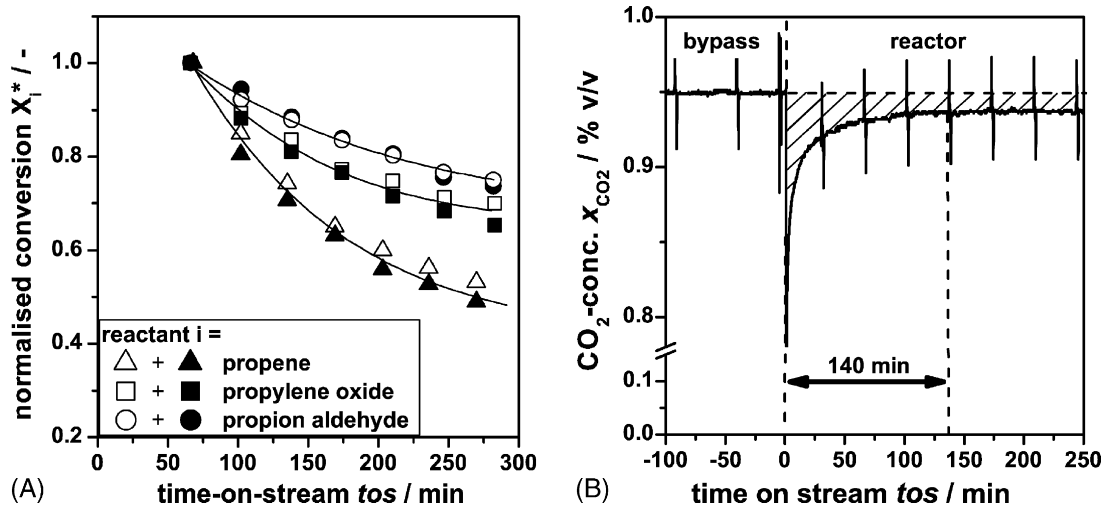 normalised conversion Xi* / -
1.0
0.8
0.6
0.4
0.2
reactant i =
+ propene
+ propylene oxide
+ propion aldehyde
0 50 100 150 200 250 300
time-on-stream tos / min
(A)
CO2-conc. xCO2 / % v/v
1.0
0.9
0.8
0.1
0.0
bypass reactor
140 min
-100 -50 0 50 100 150 200 250
time on stream tos / min
(B)